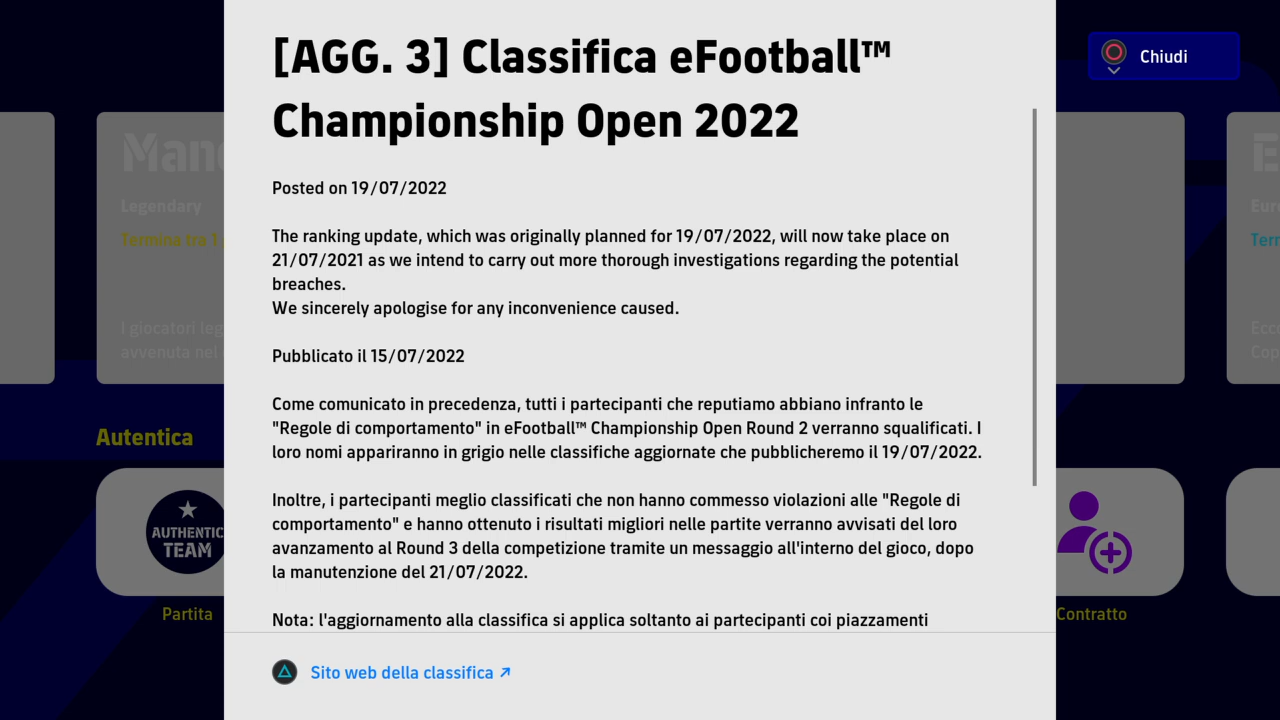 [AGG. 3] Classifica eFootball™
Championship Open 2022
Chiudi
Posted on 19/07/2022
The ranking update, which was originally planned for 19/07/2022, will now take place on
21/07/2021 as we intend to carry out more thorough investigations regarding the potential
breaches.
We sincerely apologise for any inconvenience caused.
Pubblicato il 15/07/2022
Come comunicato in precedenza, tutti i partecipanti che reputiamo abbiano infranto le
"Regole di comportamento" in eFootball™ Championship Open Round 2 verranno squalificati. I
loro nomi appariranno in grigio nelle classifiche aggiornate che pubblicheremo il 19/07/2022.
Inoltre, i partecipanti meglio classificati che non hanno commesso violazioni alle "Regole di
comportamento" e hanno ottenuto i risultati migliori nelle partite verranno avvisati del loro
avanzamento al Round 3 della competizione tramite un messaggio all'interno del gioco, dopo
la manutenzione del 21/07/2022.
Nota: l'aggiornamento alla classifica si applica soltanto ai partecipanti coi piazzamenti
Sito web della classifica
Legendary
Termina tra 1
I giocatori
avvenuta nel
Autentica
AUTHENTIC
TEAM
Partita
Contratto